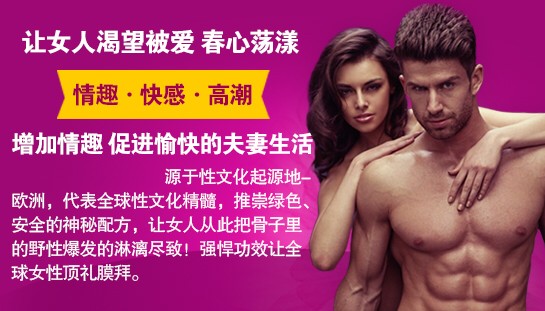 让女人渴望被爱 春心荡漾
情趣·快感·高潮
增加情趣 促进愉快的夫妻生活
源于性文化起源地-
欧洲，代表全球性文化精髓，推崇绿色、
安全的神秘配方，让女人从此把骨子里
的野性爆发的淋漓尽致！强悍功效让全
球女性顶礼膜拜。